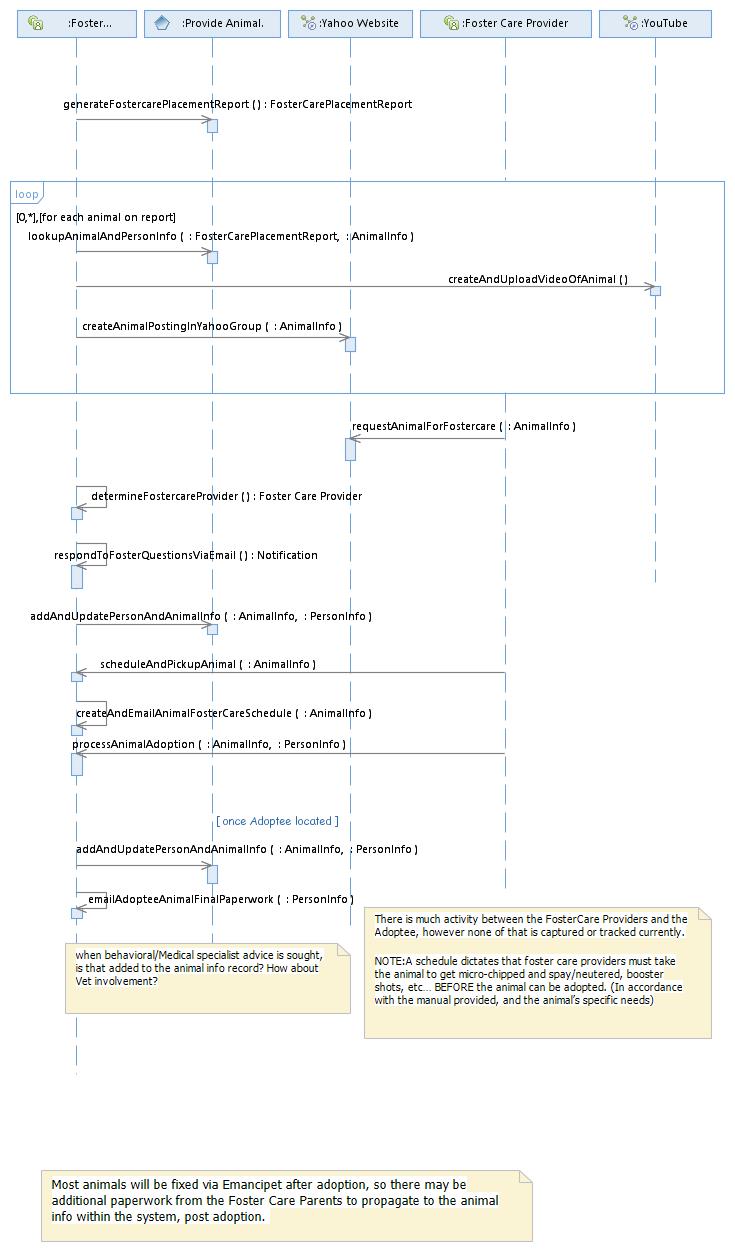 :Foster...
:Provide Animal.
:Yahoo Website
:Foster Care Provider
:YouTube
generateFostercarePlacementReport ( ) : FosterCarePlacementReport
loop
[0,*],[for each animal on report]
lookupAnimalAndPersonInfo ( : FosterCarePlacementReport, : AnimalInfo )
createAndUploadVideoOfAnimal ( )
createAnimalPostingInYahooGroup ( : AnimalInfo )
requestAnimalForFostercare ( : AnimalInfo )
determineFostercareProvider ( ) : Foster Care Provider
respondToFosterQuestionsViaEmail ( ) : Notification
addAndUpdatePersonAndAnimalInfo ( : AnimalInfo, : PersonInfo )
scheduleAndPickupAnimal ( : AnimalInfo )
createAndEmailAnimalFosterCareSchedule ( : AnimalInfo )
processAnimalAdoption ( : AnimalInfo, : PersonInfo )
[ once Adoptee located ]
addAndUpdatePersonAndAnimalInfo ( : AnimalInfo, : PersonInfo )
emailAdopteeAnimalFinalPaperwork ( : PersonInfo )
There is much activity between the FosterCare Providers and the
Adoptee, however none of that is captured or tracked currently.
NOTE:A schedule dictates that foster care providers must take
the animal to get micro-chipped and spay/neutered, booster
shots, etc... BEFORE the animal can be adopted. (In accordance
with the manual provided, and the animal's specific needs)
when behavioral/Medical specialist advice is sought,
is that added to the animal info record? How about
Vet involvement?
Most animals will be fixed via Emancipet after adoption, so there may be
additional paperwork from the Foster Care Parents to propagate to the animal
info within the system, post adoption.